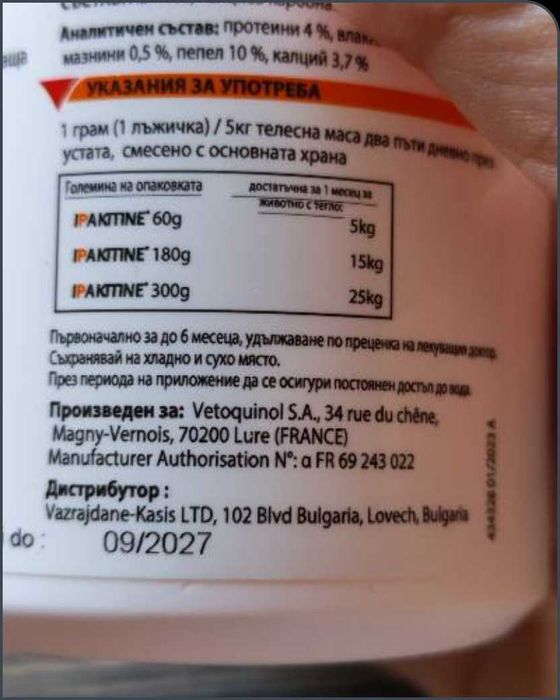 Аналитичен състав: протеини 4 %,
мазнини 0,5 %, пепел 10 %, калций 3,7 %
УКАЗАНИЯ ЗА УПОТРЕБА
1 грам (1 лъжичка) / 5кг телесна маса два пъти дневно през
устата, смесено с основната храна
Големина на опаковката достатъчна за 1 месец за
животно с тегло:
IPAKITINE® 60g 5kg
IPAKITINE® 180g 15kg
IPAKITINE® 300g 25kg
Първоначално за до 6 месеца, удължаване по преценка на лекуващия доктор.
Съхранявай на хладно и сухо място.
През периода на приложение да се осигури постоянен достъп до вода.
Произведен за: Vetoquinol S.A., 34 rue du chêne,
Magny-Vernois, 70200 Lure (FRANCE)
Manufacturer Authorisation N°: α FR 69 243 022
Дистрибутор :
Vazrajdane-Kasis LTD, 102 Blvd Bulgaria, Lovech, Bulgaria
do : 09/2027
434326 01/2023 A